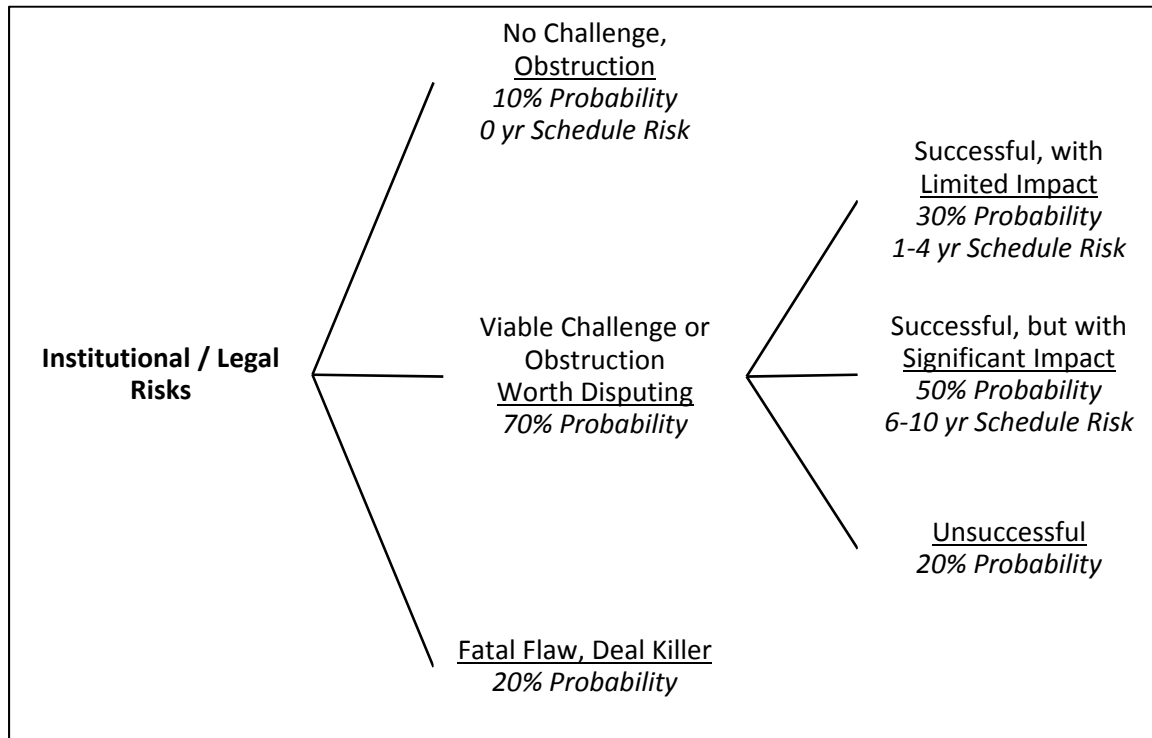 No Challenge,
Obstruction
10% Probability
0 yr Schedule Risk
Institutional / Legal
Risks
Viable Challenge or
Obstruction
Worth Disputing
70% Probability
Fatal Flaw, Deal Killer
20% Probability
Successful, with
Limited Impact
30% Probability
1-4 yr Schedule Risk
Successful, but with
Significant Impact
50% Probability
6-10 yr Schedule Risk
Unsuccessful
20% Probability